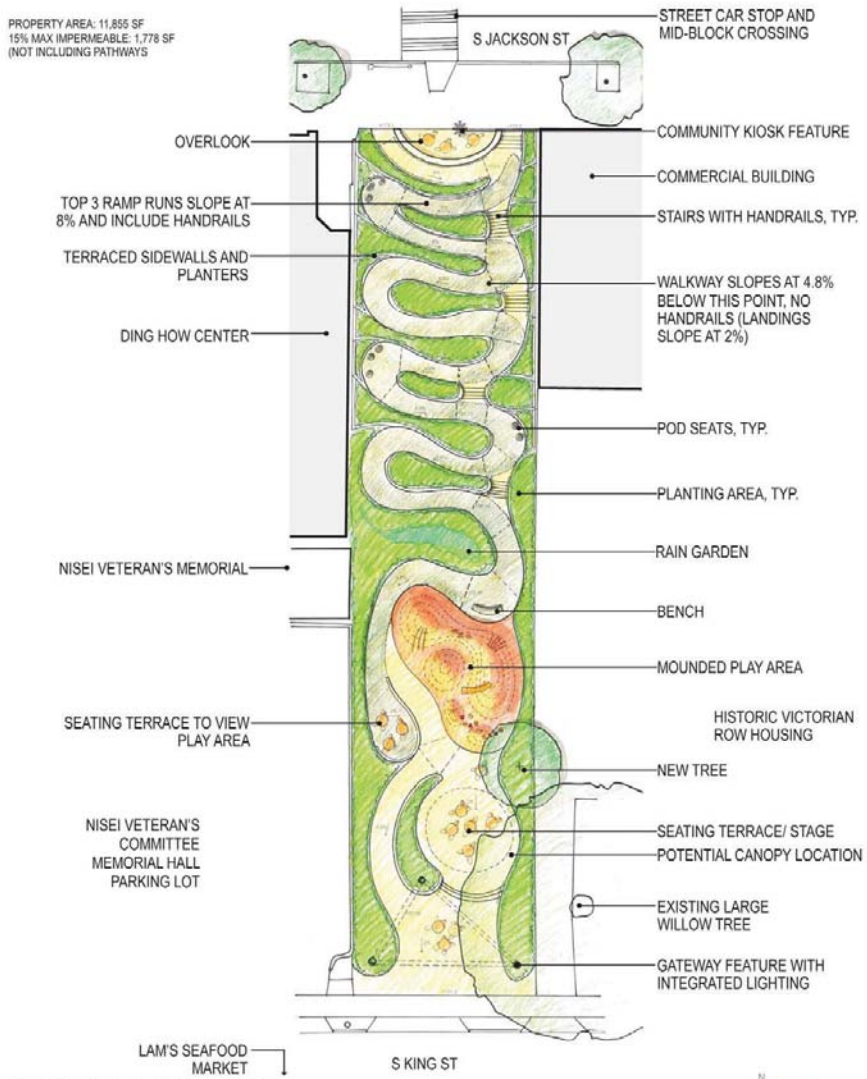 PROPERTY AREA: 11,855 SF
15% MAX IMPERMEABLE: 1,778 SF
(NOT INCLUDING PATHWAYS
S JACKSON ST
STREET CAR STOP AND
MID-BLOCK CROSSING
OVERLOOK
COMMUNITY KIOSK FEATURE
COMMERCIAL BUILDING
TOP 3 RAMP RUNS SLOPE AT
8% AND INCLUDE HANDRAILS
STAIRS WITH HANDRAILS, TYP.
TERRACED SIDEWALLS AND
PLANTERS
WALKWAY SLOPES AT 4.8%
BELOW THIS POINT, NO
HANDRAILS (LANDINGS
SLOPE AT 2%)
DING HOW CENTER
POD SEATS, TYP.
PLANTING AREA, TYP.
RAIN GARDEN
NISEI VETERAN'S MEMORIAL
BENCH
MOUNDED PLAY AREA
SEATING TERRACE TO VIEW
PLAY AREA
HISTORIC VICTORIAN
ROW HOUSING
NEW TREE
NISEI VETERAN'S
COMMITTEE
MEMORIAL HALL
PARKING LOT
SEATING TERRACE/ STAGE
POTENTIAL CANOPY LOCATION
EXISTING LARGE
WILLOW TREE
GATEWAY FEATURE WITH
INTEGRATED LIGHTING
LAM'S SEAFOOD
MARKET
S KING ST
N